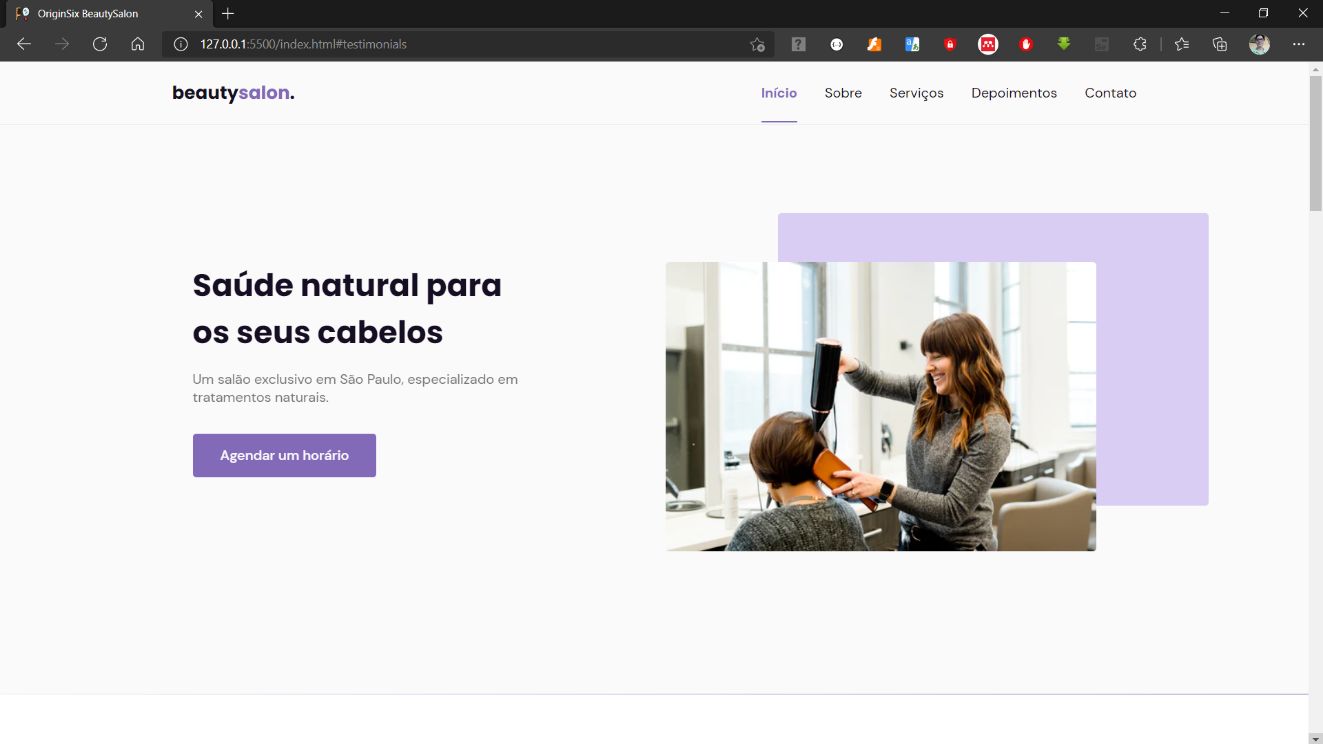 OriginSix BeautySalon
127.0.0.1:5500/index.html#testimonials
beautysalon.
Início Sobre Serviços Depoimentos Contato
Saúde natural para
os seus cabelos
Um salão exclusivo em São Paulo, especializado em
tratamentos naturais.
Agendar um horário